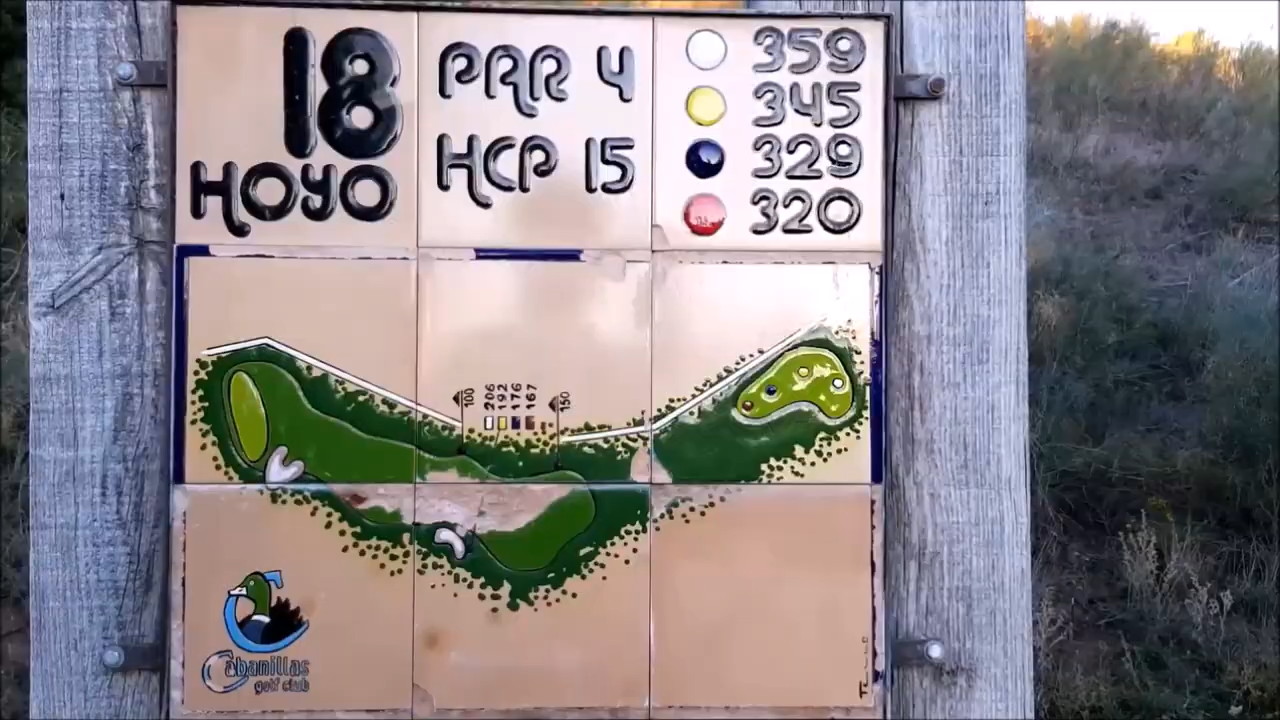 18
HOYO
PAR 4
HCP 15
359
345
329
320
100
206
192
176
167
150
Cabanillas
golf club
TELLO